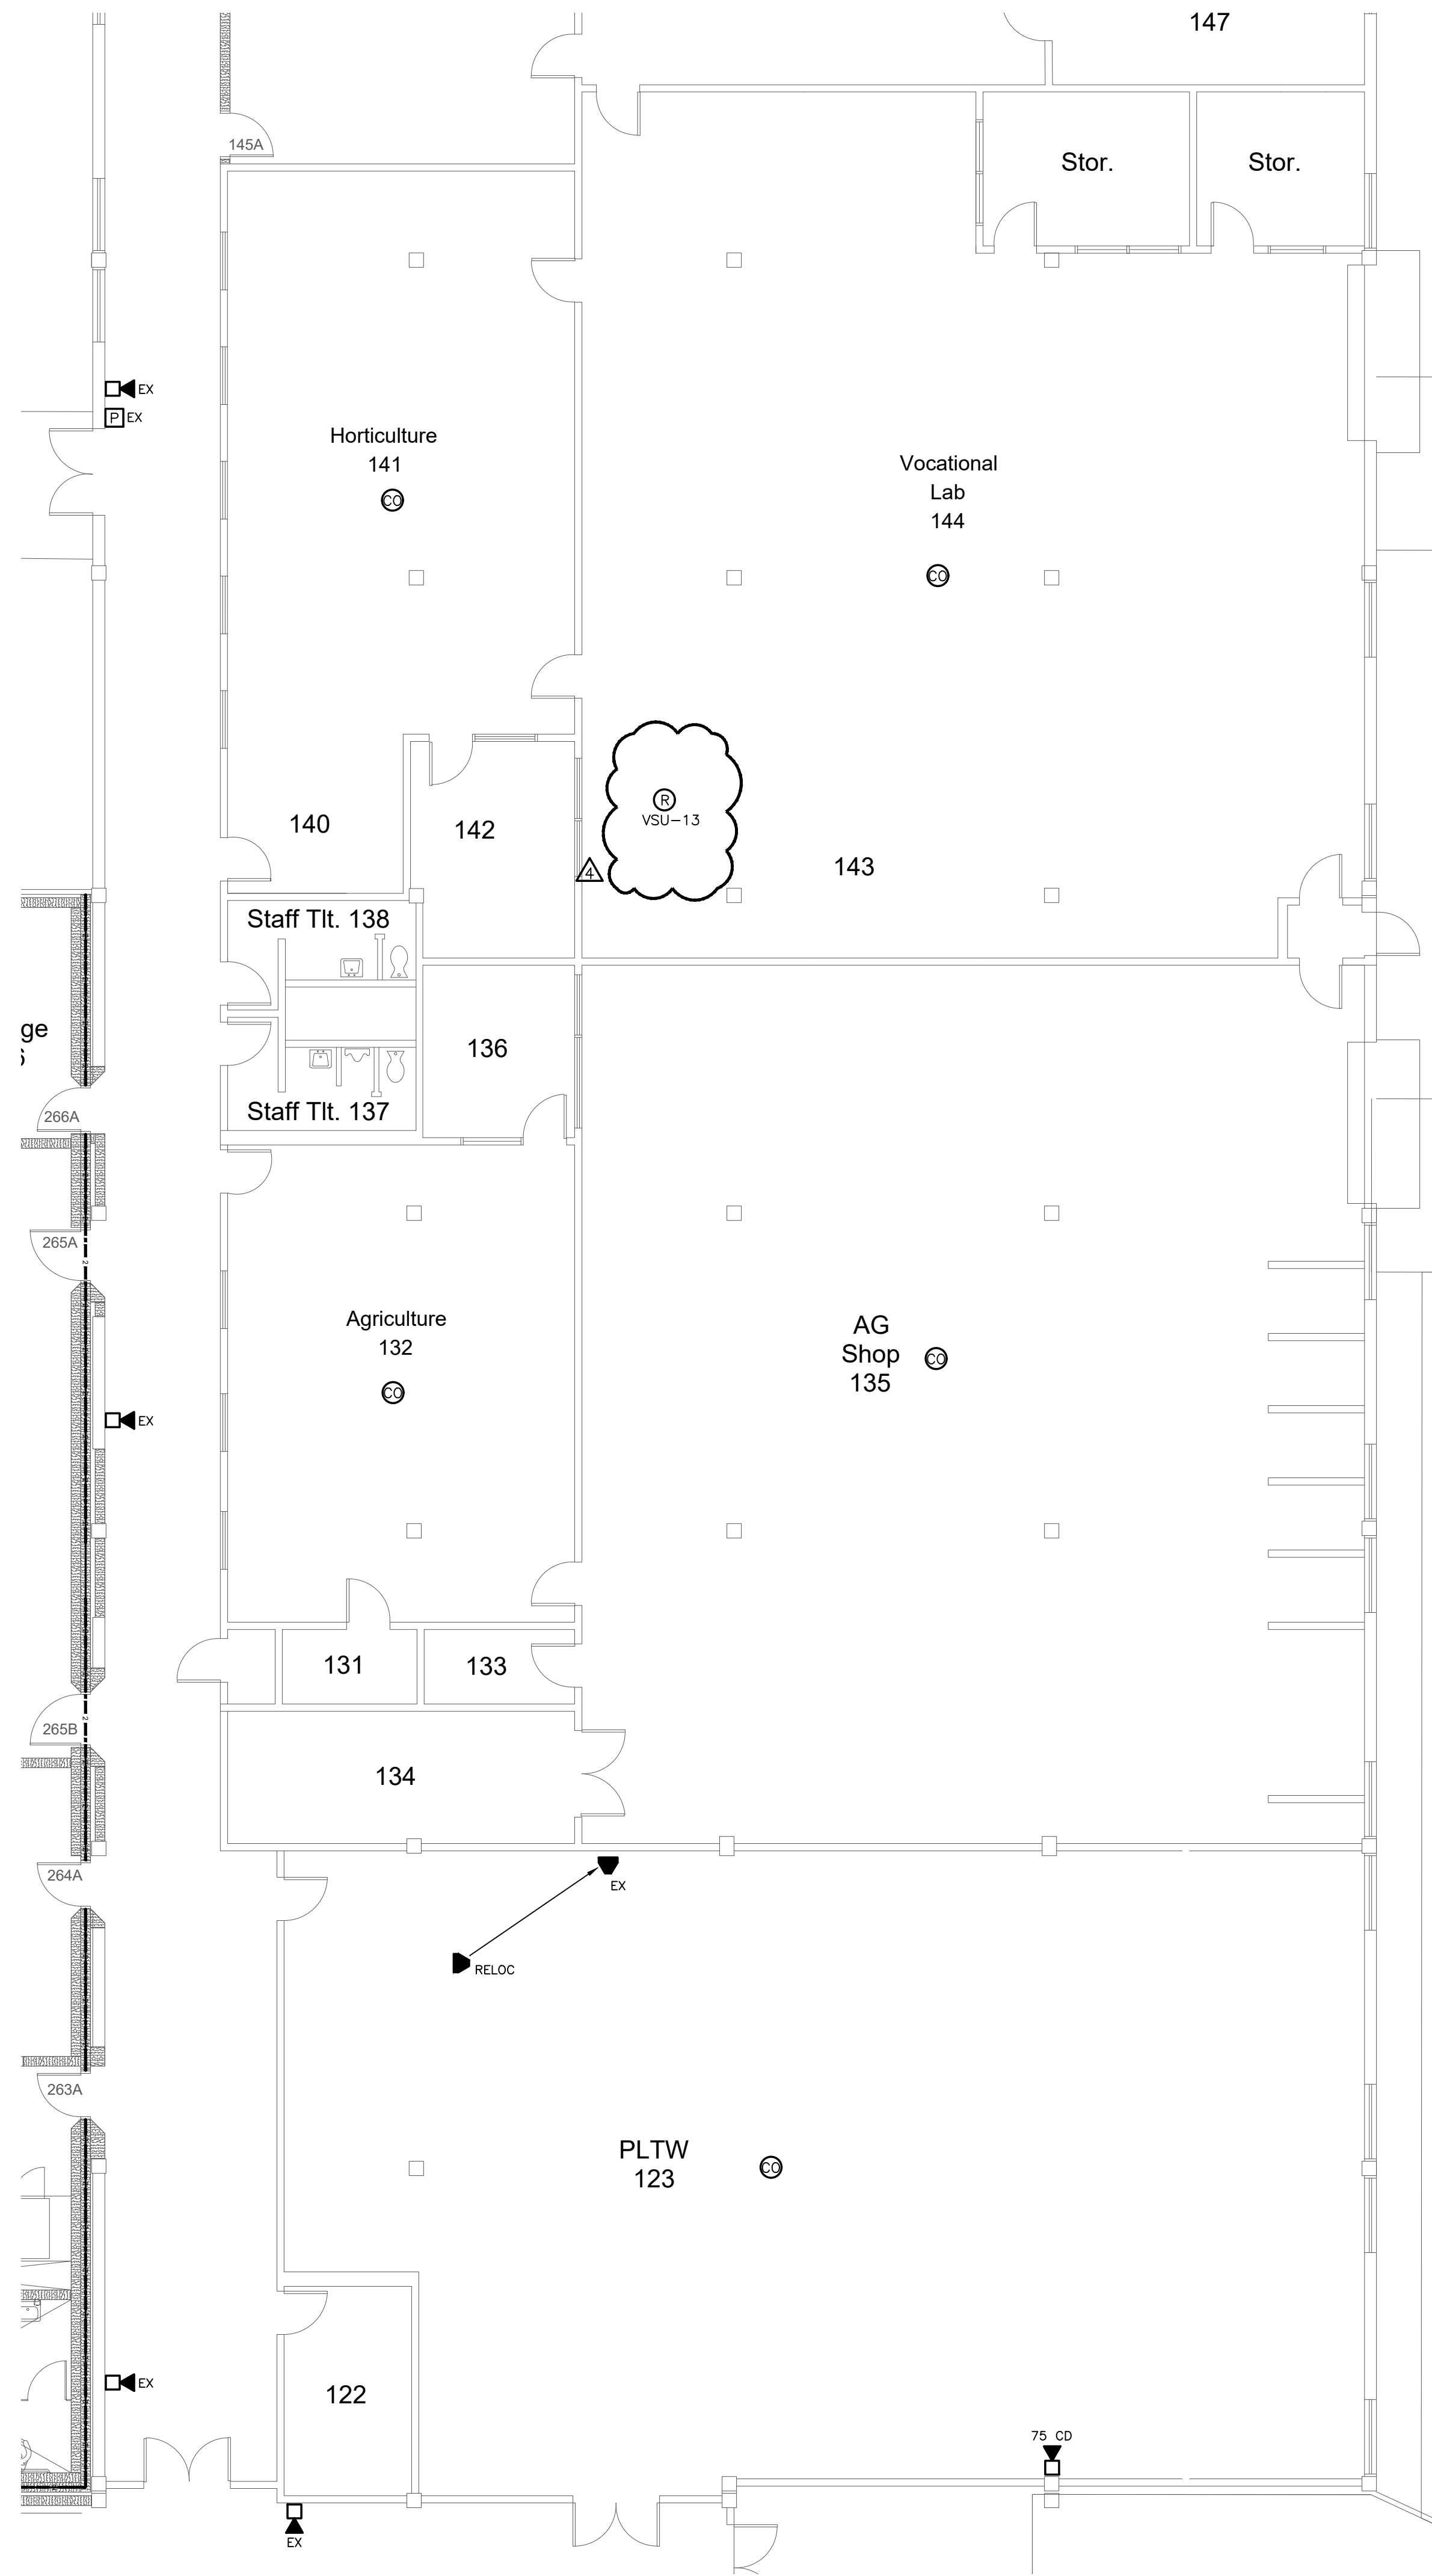 147
145A
Stor.
Stor.
EX
P EX
Horticulture
141
CO
Vocational
Lab
144
CO
R
VSU-13
4
140
142
143
Staff Tlt. 138
136
Staff Tlt. 137
ge
266A
265A
2
Agriculture
132
CO
AG
Shop
135
CO
EX
131
133
265B
2
134
264A
EX
RELOC
263A
PLTW
123
CO
EX
122
75 CD
EX